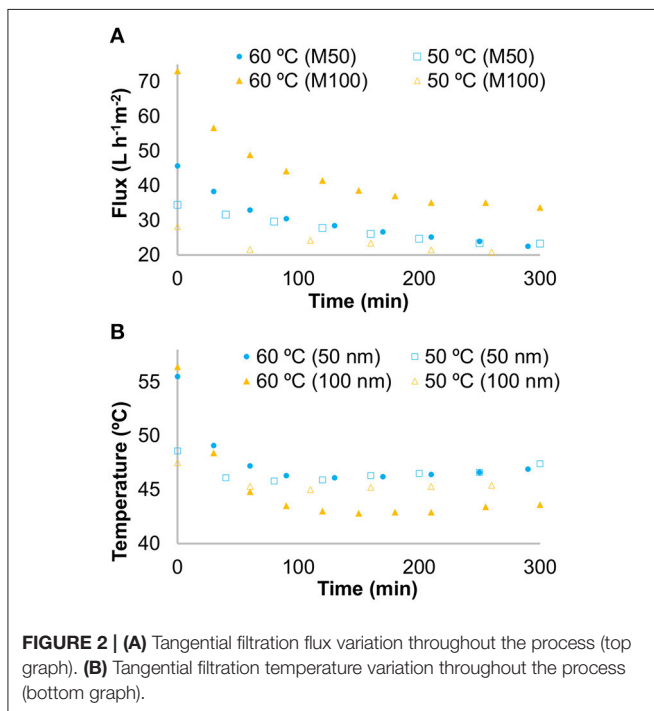 A
60 ºC (M50) 50 ºC (M50)
60 ºC (M100) 50 ºC (M100)
Flux (L h-1m-2)
70
60
50
40
30
20
0 100 200 300
Time (min)
B
60 ºC (50 nm) 50 ºC (50 nm)
60 ºC (100 nm) 50 ºC (100 nm)
Temperature (ºC)
55
50
45
40
0 100 200 300
Time (min)
FIGURE 2 | (A) Tangential filtration flux variation throughout the process (top
graph). (B) Tangential filtration temperature variation throughout the process
(bottom graph).